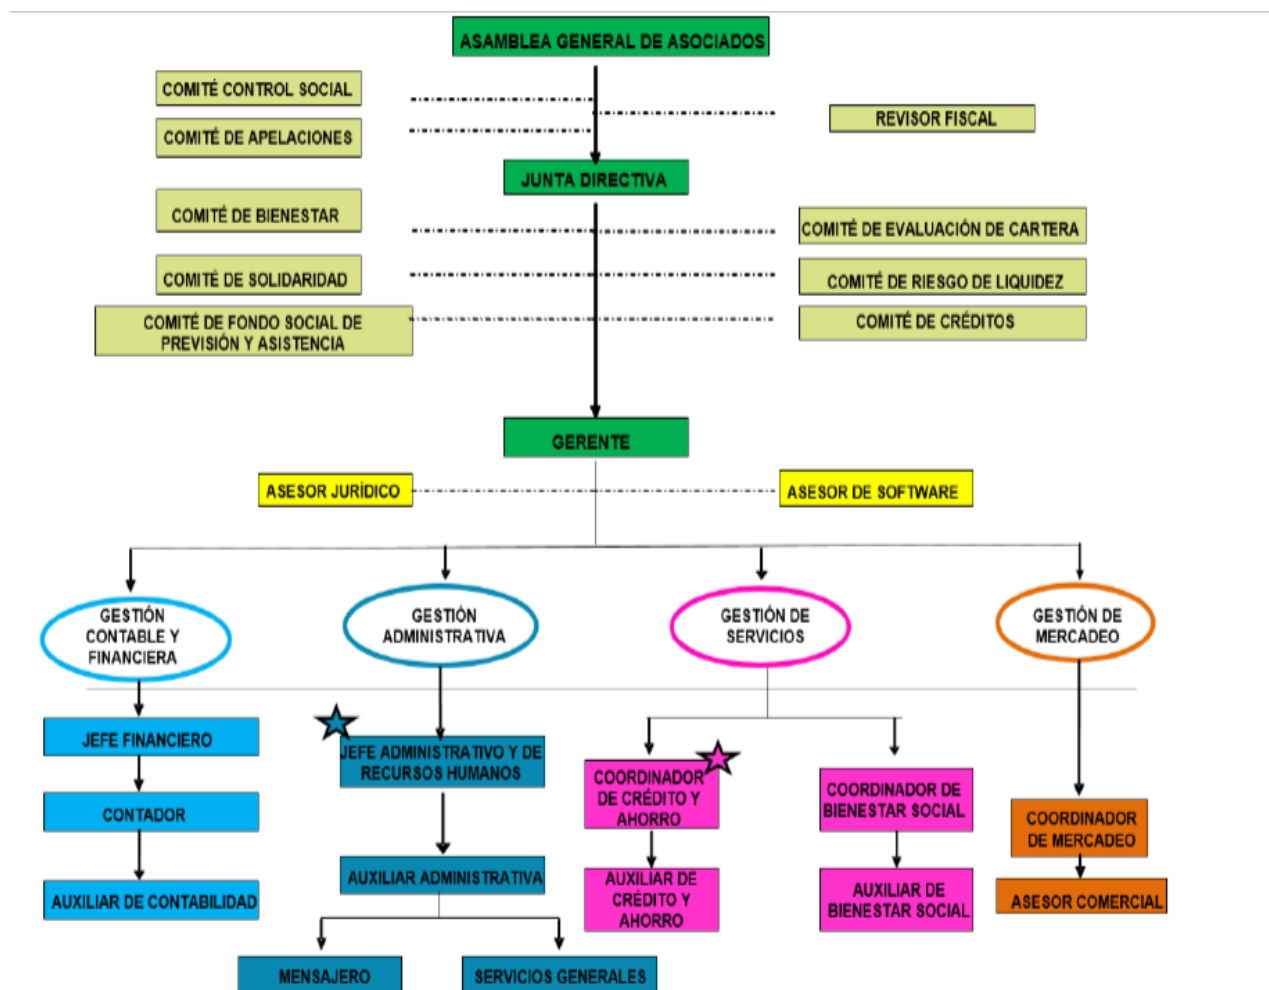 ASAMBLEA GENERAL DE ASOCIADOS
COMITÉ CONTROL SOCIAL
REVISOR FISCAL
COMITÉ DE APELACIONES
JUNTA DIRECTIVA
COMITÉ DE BIENESTAR
COMITÉ DE EVALUACIÓN DE CARTERA
COMITÉ DE SOLIDARIDAD
COMITÉ DE RIESGO DE LIQUIDEZ
COMITÉ DE FONDO SOCIAL DE
PREVISIÓN Y ASISTENCIA
COMITÉ DE CRÉDITOS
GERENTE
ASESOR JURÍDICO
ASESOR DE SOFTWARE
GESTIÓN
CONTABLE Y
FINANCIERA
GESTIÓN
ADMINISTRATIVA
GESTIÓN DE
SERVICIOS
GESTIÓN DE
MERCADEO
JEFE FINANCIERO
JEFE ADMINISTRATIVO Y DE
RECURSOS HUMANOS
COORDINADOR
DE CRÉDITO Y
AHORRO
COORDINADOR DE
BIENESTAR SOCIAL
COORDINADOR
DE MERCADEO
CONTADOR
AUXILIAR ADMINISTRATIVA
AUXILIAR DE
CRÉDITO Y
AHORRO
AUXILIAR DE
BIENESTAR SOCIAL
ASESOR COMERCIAL
AUXILIAR DE CONTABILIDAD
MENSAJERO
SERVICIOS GENERALES